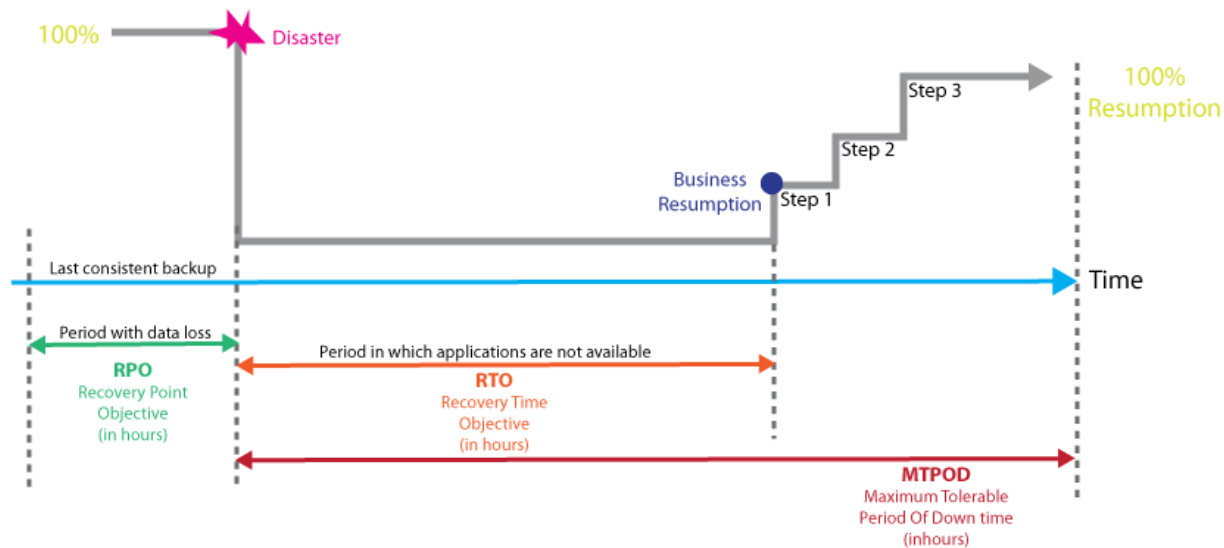 100%
Disaster
Step 3
100%
Resumption
Step 2
Business
Resumption
Step 1
Last consistent backup
Time
Period with data loss
Period in which applications are not available
RPO
Recovery Point
Objective
(in hours)
RTO
Recovery Time
Objective
(in hours)
MTPOD
Maximum Tolerable
Period Of Down time
(inhours)